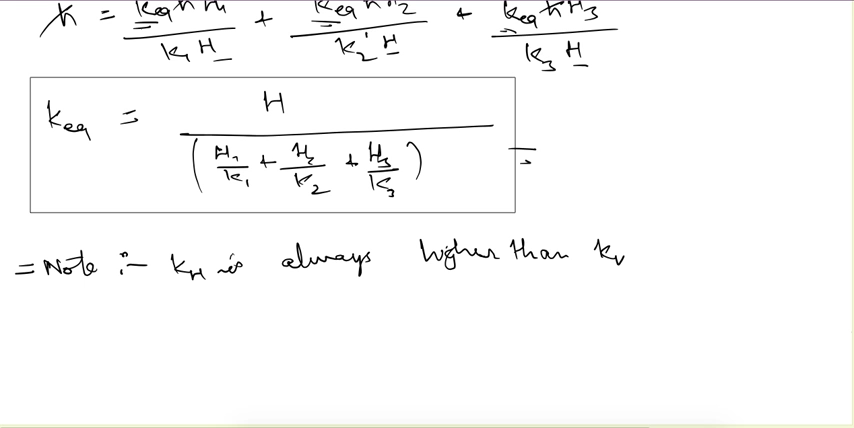 h = keq h H1 / k1 H + keq h H2 / k2 H + keq h H3 / k3 H
keq = H / (H1/k1 + H2/k2 + H3/k3) =
= Note :- kH is always higher than kv